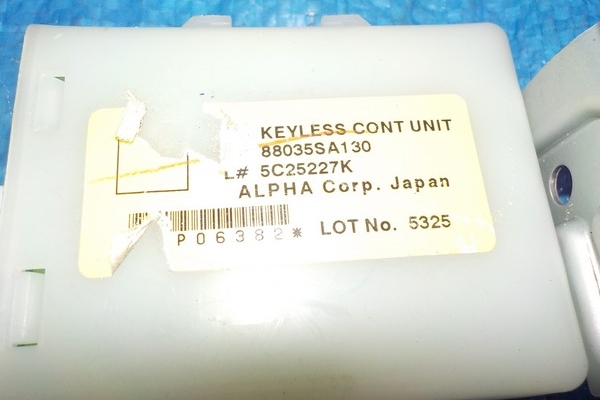 KEYLESS CONT UNIT
88035SA130
L# 5C25227K
ALPHA Corp. Japan
P06382*
LOT No. 5325